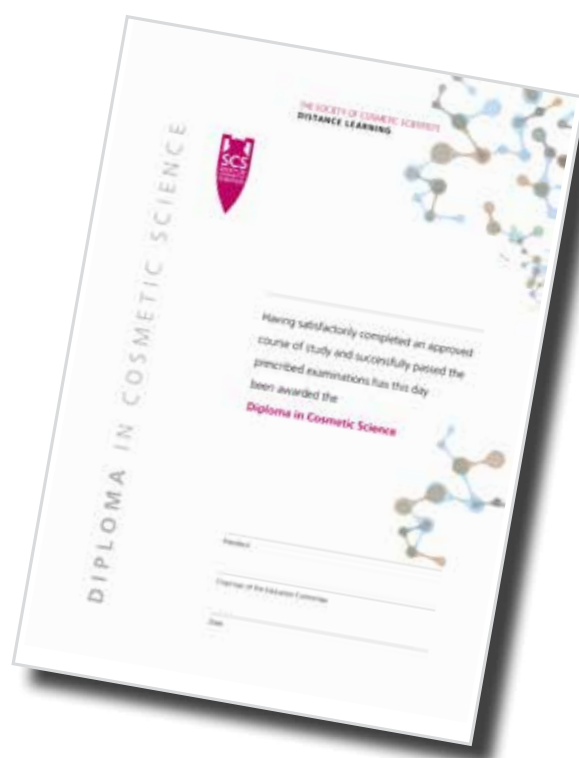 THE SOCIETY OF COSMETIC SCIENTISTS
DISTANCE LEARNING
SCS
DIPLOMA IN COSMETIC SCIENCE
Having satisfactorily completed an approved
course of study and successfully passed the
prescribed examinations has this day
been awarded the
Diploma in Cosmetic Science
President
Chairman of the Education Committee
Date